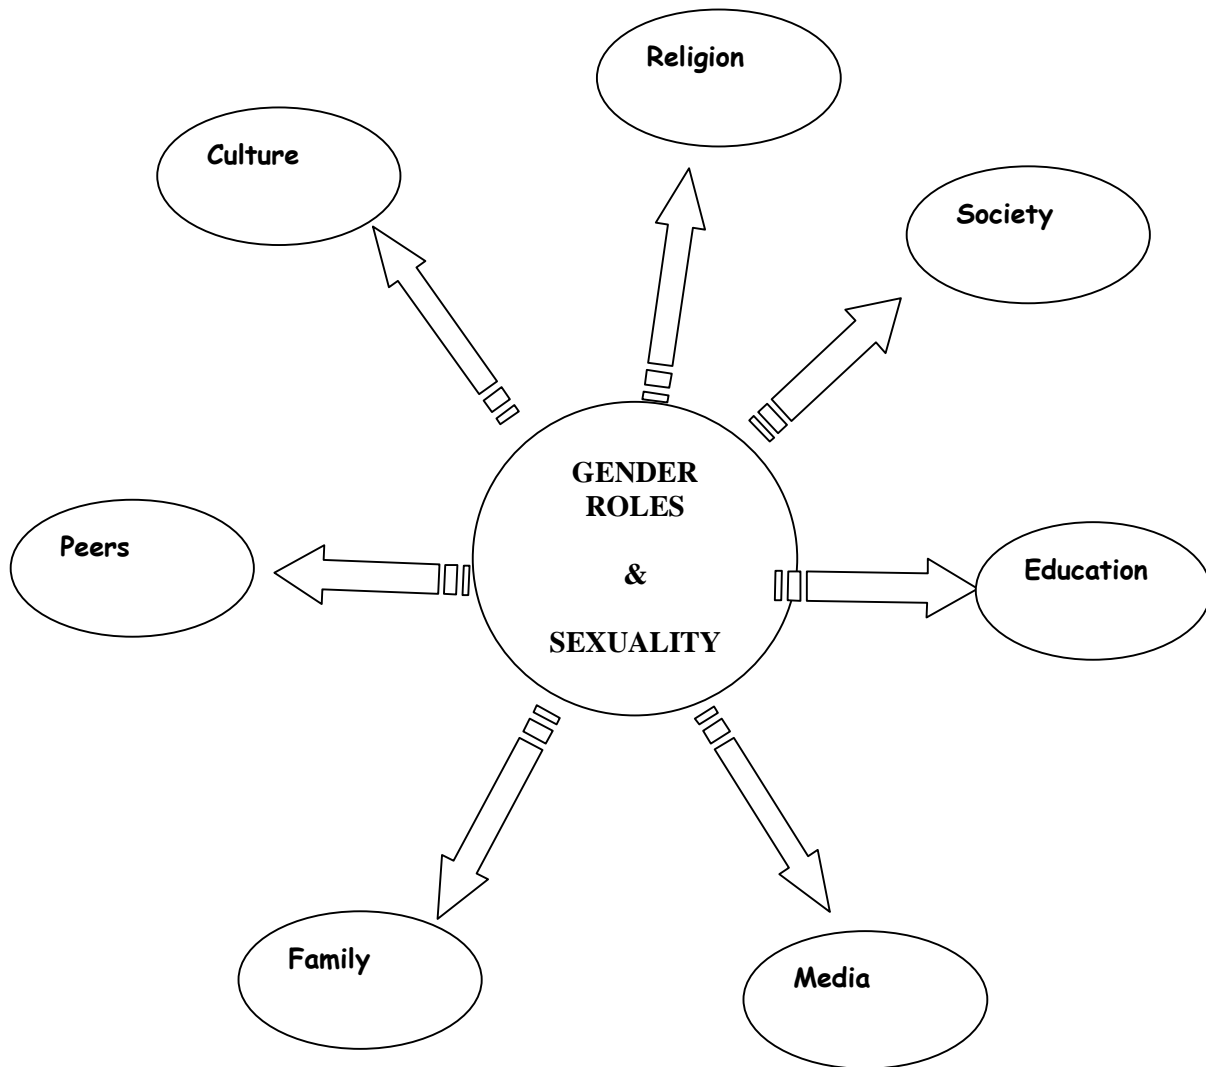 Religion
Culture
Society
GENDER
ROLES
&
SEXUALITY
Peers
Education
Family
Media